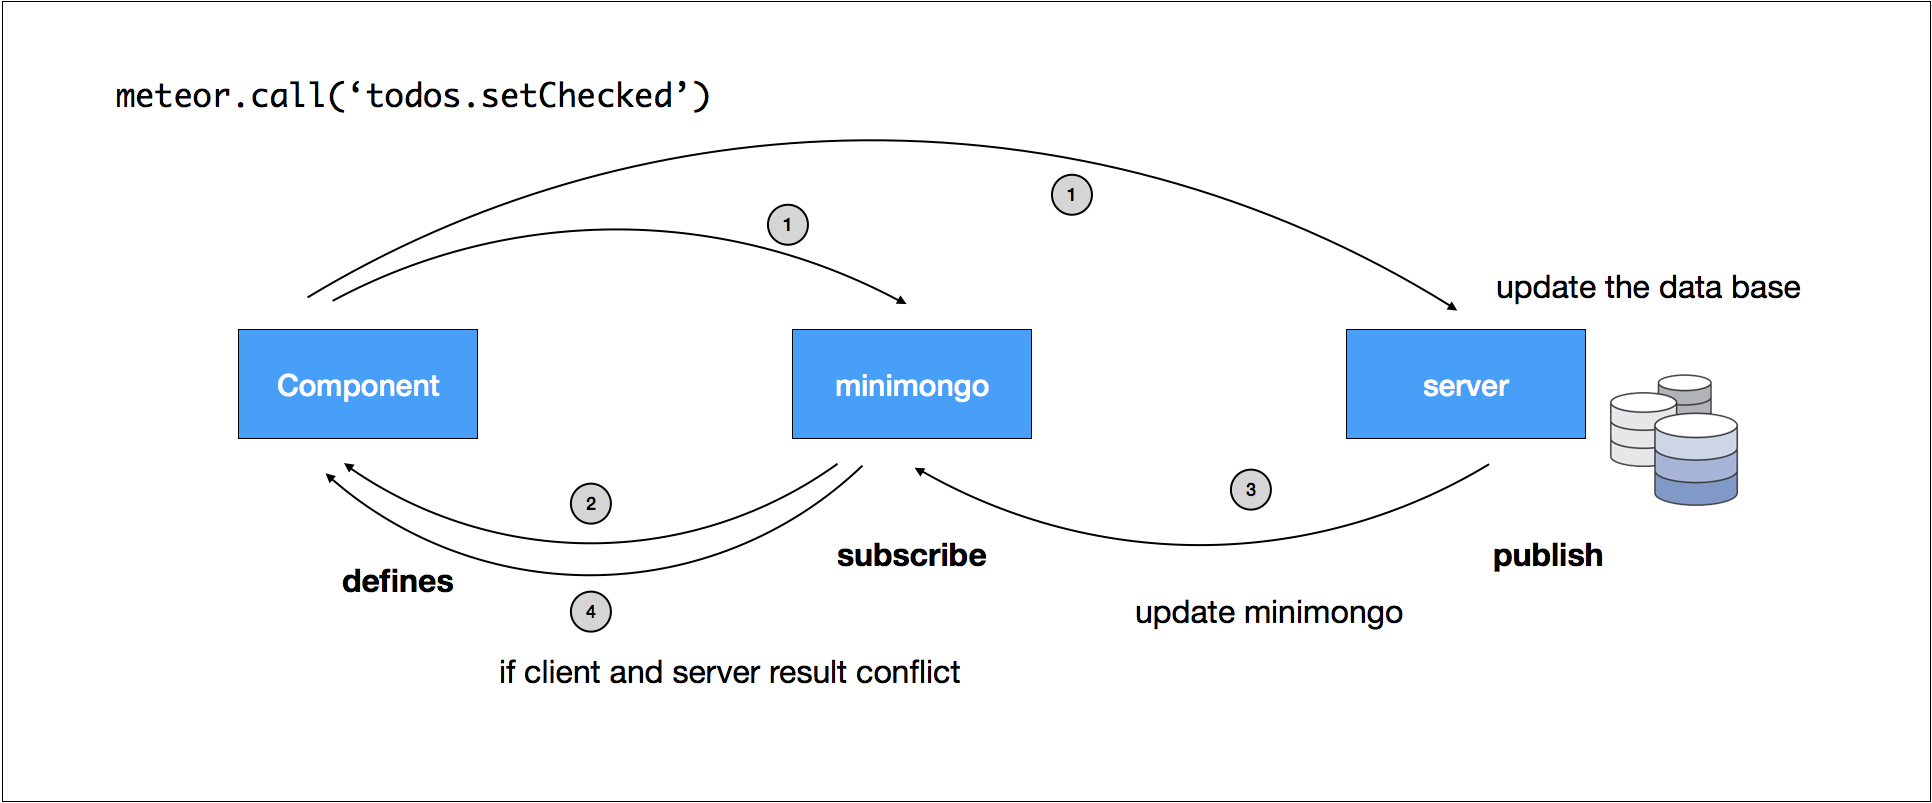 meteor.call(‘todos.setChecked’)
1
1
update the data base
Component
minimongo
server
2
3
defines
subscribe
publish
4
update minimongo
if client and server result conflict